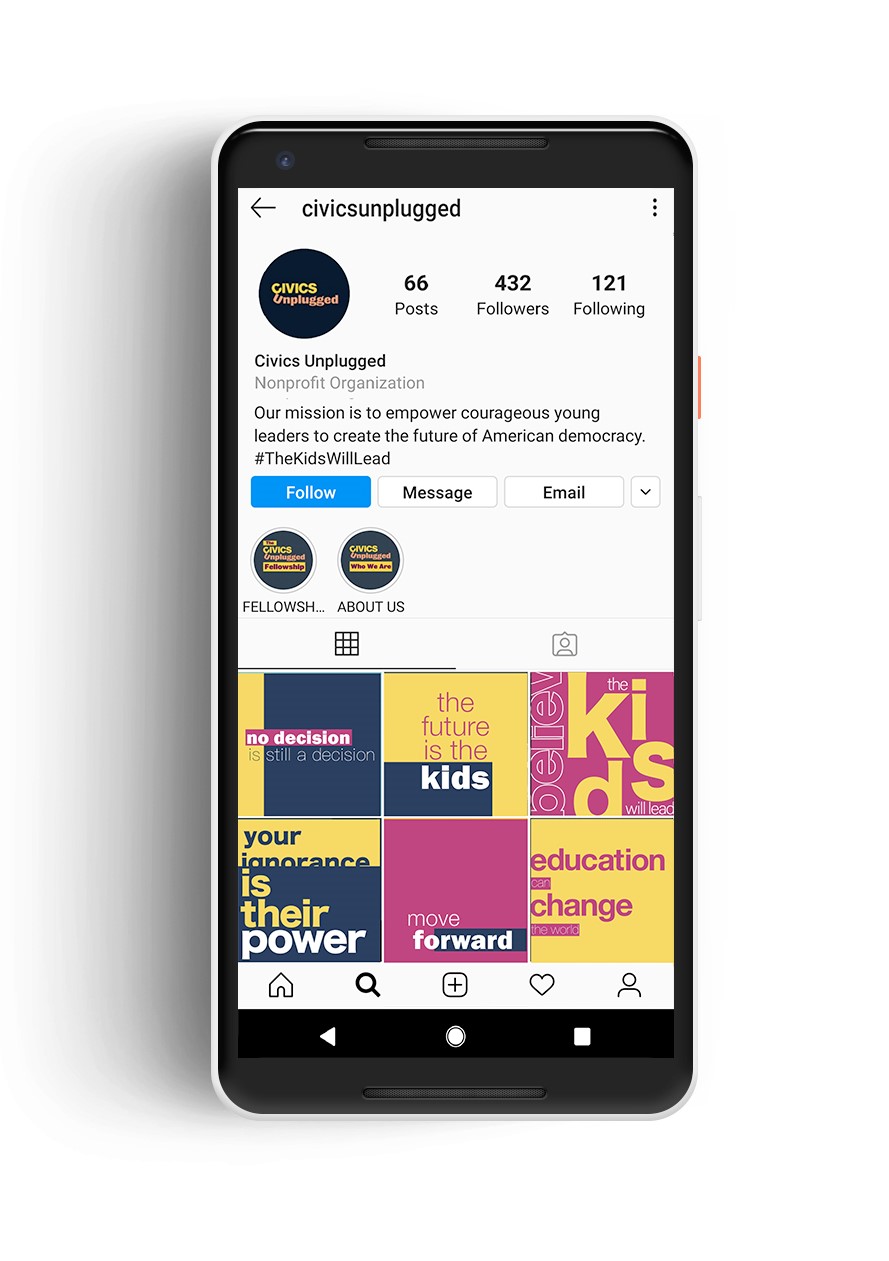 civicsunplugged
CIVICS
Unplugged
66
Posts
432
Followers
121
Following
Civics Unplugged
Nonprofit Organization
Our mission is to empower courageous young
leaders to create the future of American democracy.
#TheKidsWillLead
Follow
Message
Email
The
CIVICS
Unplugged
Fellowship
CIVICS
Unplugged
Who We Are
FELLOWSH...
ABOUT US
no decision
is still a decision
the
future
is the
kids
believ
the
kids
will lead
your
ignorance
is
their
power
move
forward
education
can
change
the world